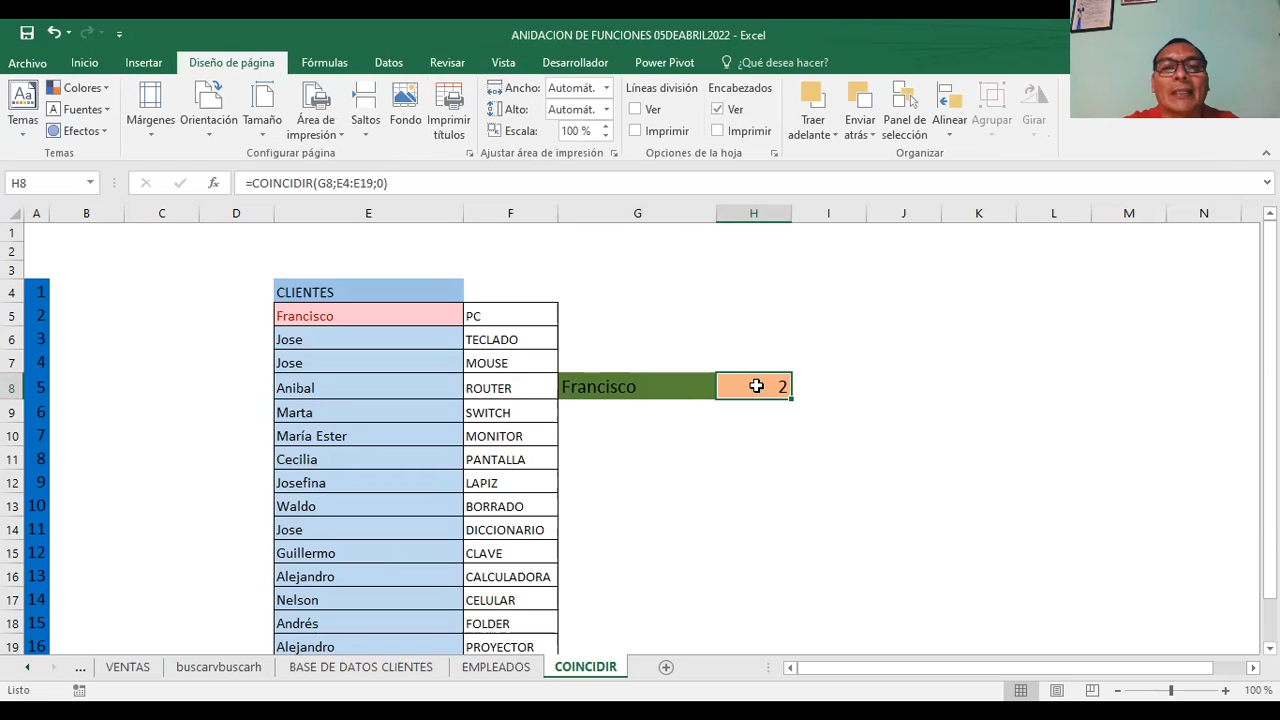 ANIDACION DE FUNCIONES 05DEABRIL2022 - Excel
Archivo Inicio Insertar Diseño de página Fórmulas Datos Revisar Vista Desarrollador Power Pivot ¿Qué desea hacer?
Temas
Colores
Fuentes
Efectos
Temas
Márgenes
Orientación
Tamaño
Área de impresión
Saltos
Fondo
Imprimir títulos
Configurar página
Ancho: Automát.
Alto: Automát.
Escala: 100 %
Ajustar área de impresión
Líneas división
Ver
Imprimir
Encabezados
Ver
Imprimir
Opciones de la hoja
Traer adelante
Enviar atrás
Panel de selección
Alinear
Agrupar
Girar
Organizar
H8 fx =COINCIDIR(G8;E4:E19;0)
A B C D E F G H I J K L M N
1
2
3
4 1 CLIENTES
5 2 Francisco PC
6 3 Jose TECLADO
7 4 Jose MOUSE
8 5 Anibal ROUTER Francisco 2
9 6 Marta SWITCH
10 7 María Ester MONITOR
11 8 Cecilia PANTALLA
12 9 Josefina LAPIZ
13 10 Waldo BORRADO
14 11 Jose DICCIONARIO
15 12 Guillermo CLAVE
16 13 Alejandro CALCULADORA
17 14 Nelson CELULAR
18 15 Andrés FOLDER
19 16 Alejandro PROYECTOR
... VENTAS buscarvbuscarh BASE DE DATOS CLIENTES EMPLEADOS COINCIDIR
Listo 100 %